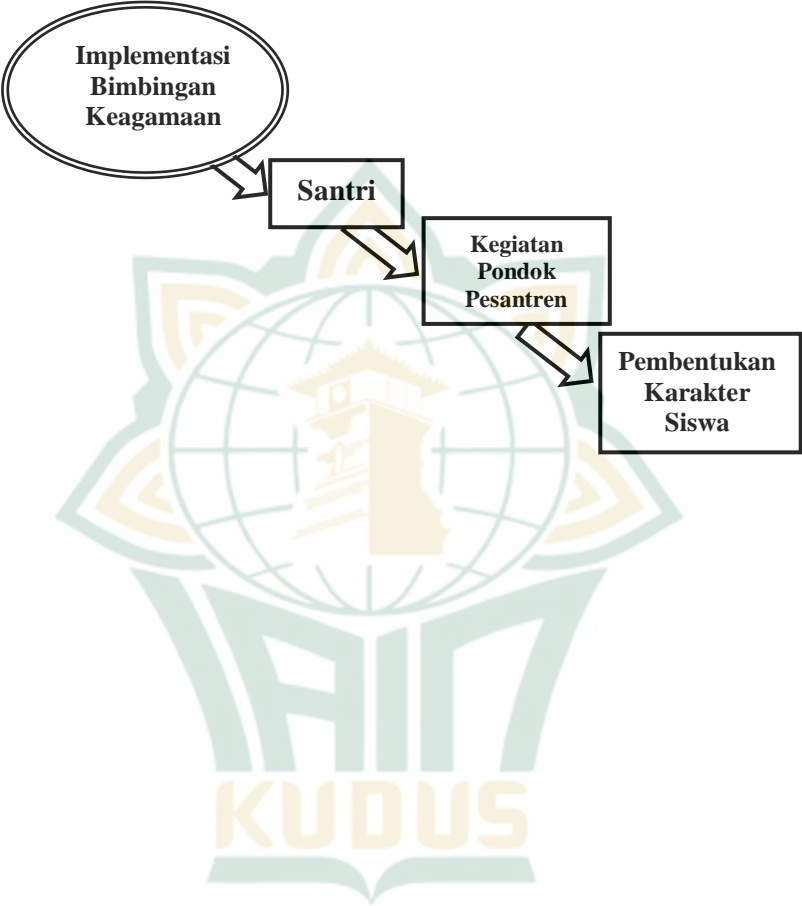 Implementasi
Bimbingan
Keagamaan
Santri
Kegiatan
Pondok
Pesantren
Pembentukan
Karakter
Siswa
IAIN
KUDUS